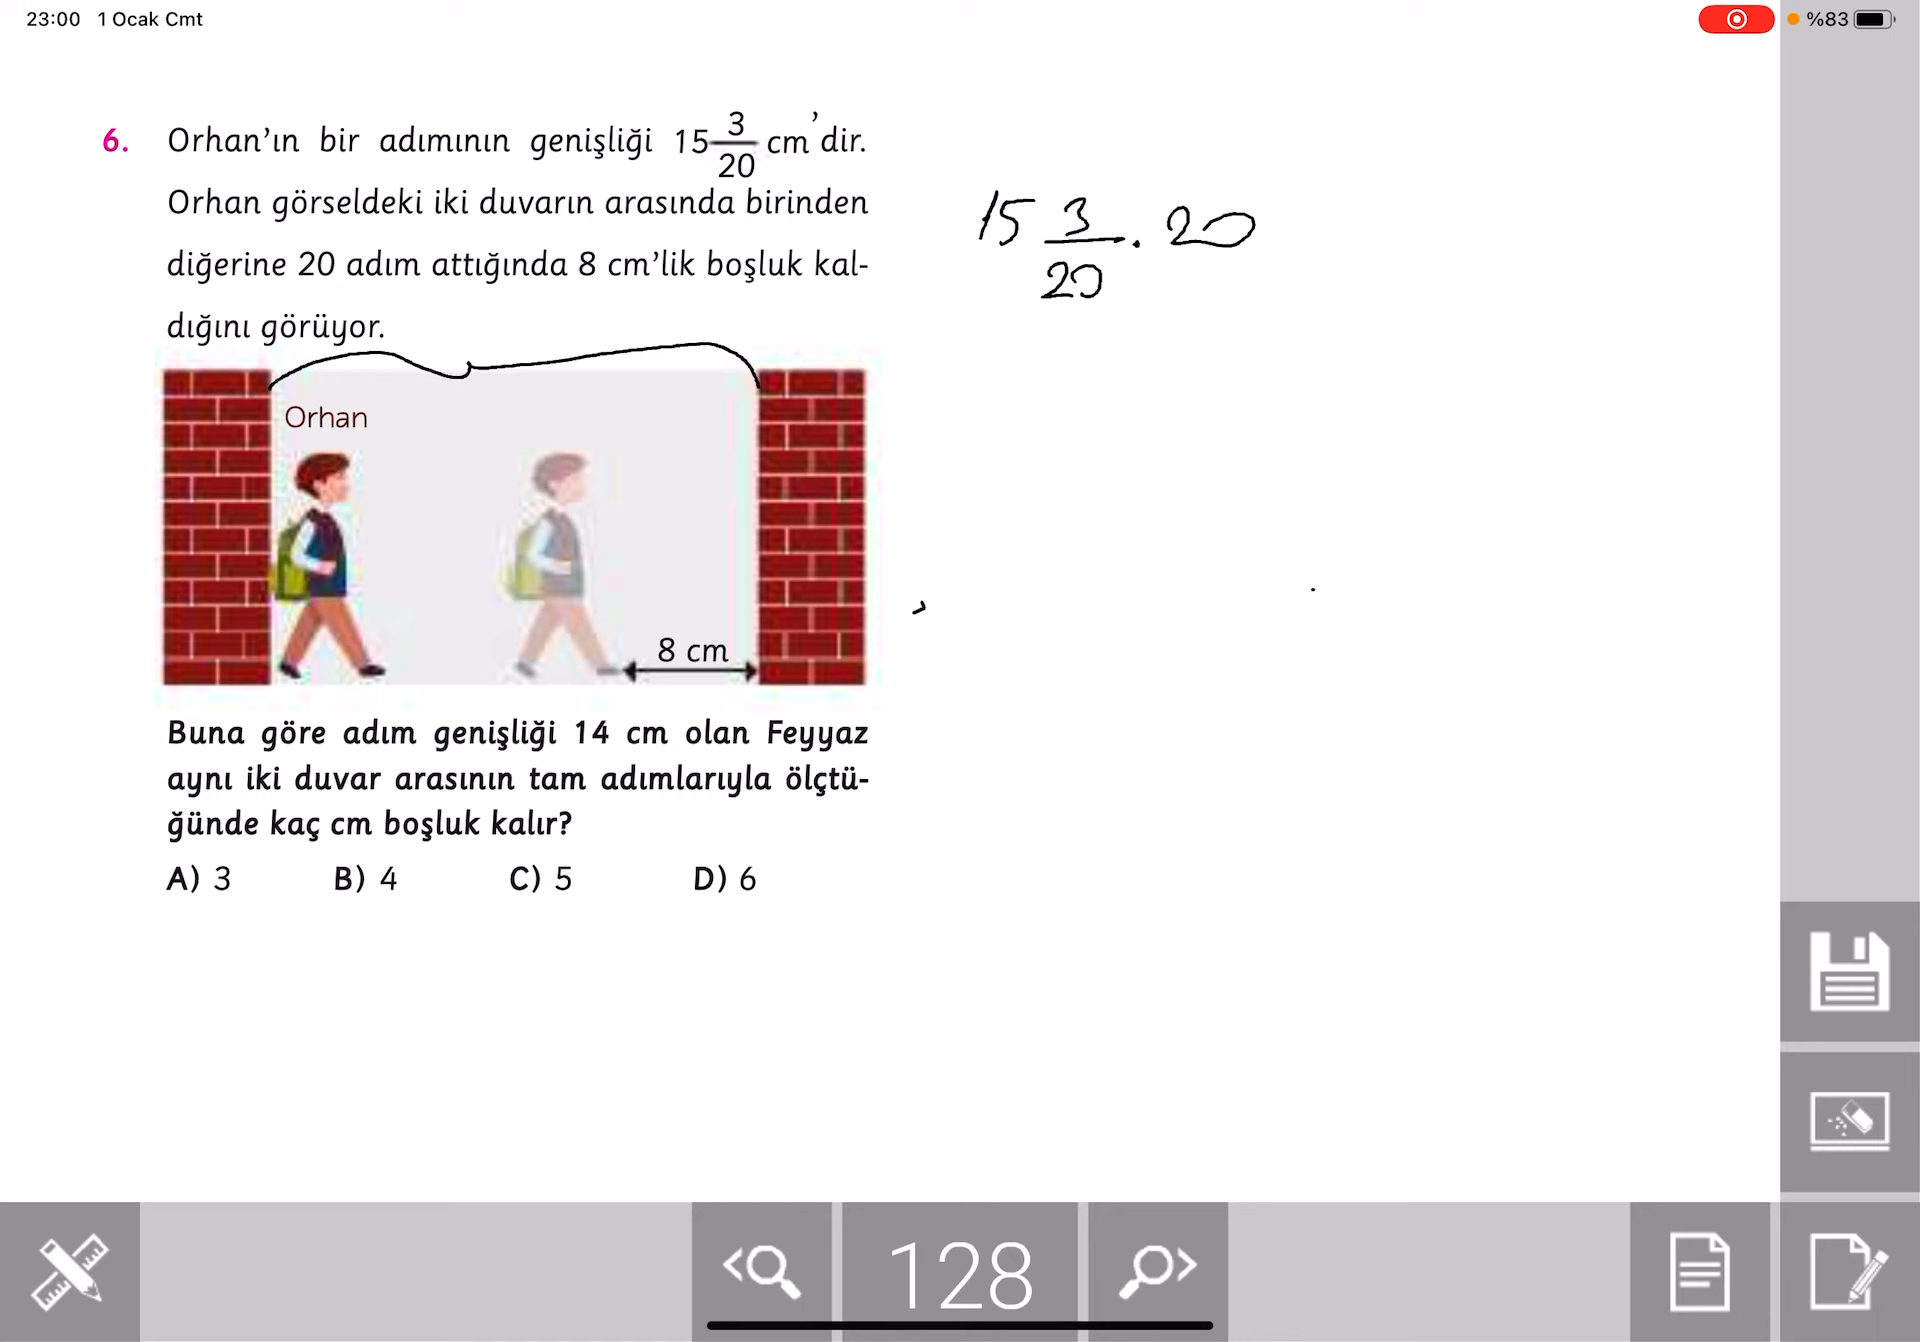 23:00 1 Ocak Cmt
%83
6. Orhan’ın bir adımının genişliği 15 3/20 cm’dir.
Orhan görseldeki iki duvarın arasında birinden
diğerine 20 adım attığında 8 cm’lik boşluk kal-
dığını görüyor.
15 3/20 . 20
Orhan
8 cm
Buna göre adım genişliği 14 cm olan Feyyaz
aynı iki duvar arasının tam adımlarıyla ölçtü-
ğünde kaç cm boşluk kalır?
A) 3 B) 4 C) 5 D) 6
128